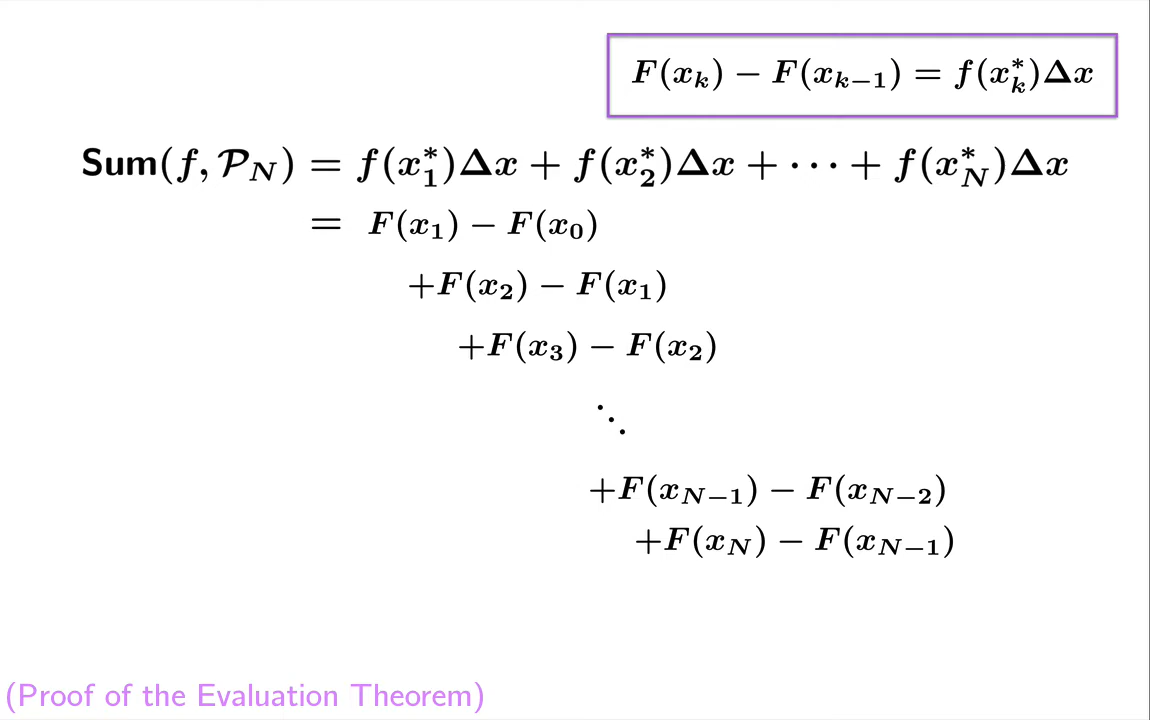 F(x_k) − F(x_{k−1}) = f(x_k^*)Δx
Sum(f, 𝒫_N) = f(x_1^*)Δx + f(x_2^*)Δx + ⋯ + f(x_N^*)Δx
= F(x_1) − F(x_0)
+F(x_2) − F(x_1)
+F(x_3) − F(x_2)
⋱
+F(x_{N−1}) − F(x_{N−2})
+F(x_N) − F(x_{N−1})
(Proof of the Evaluation Theorem)